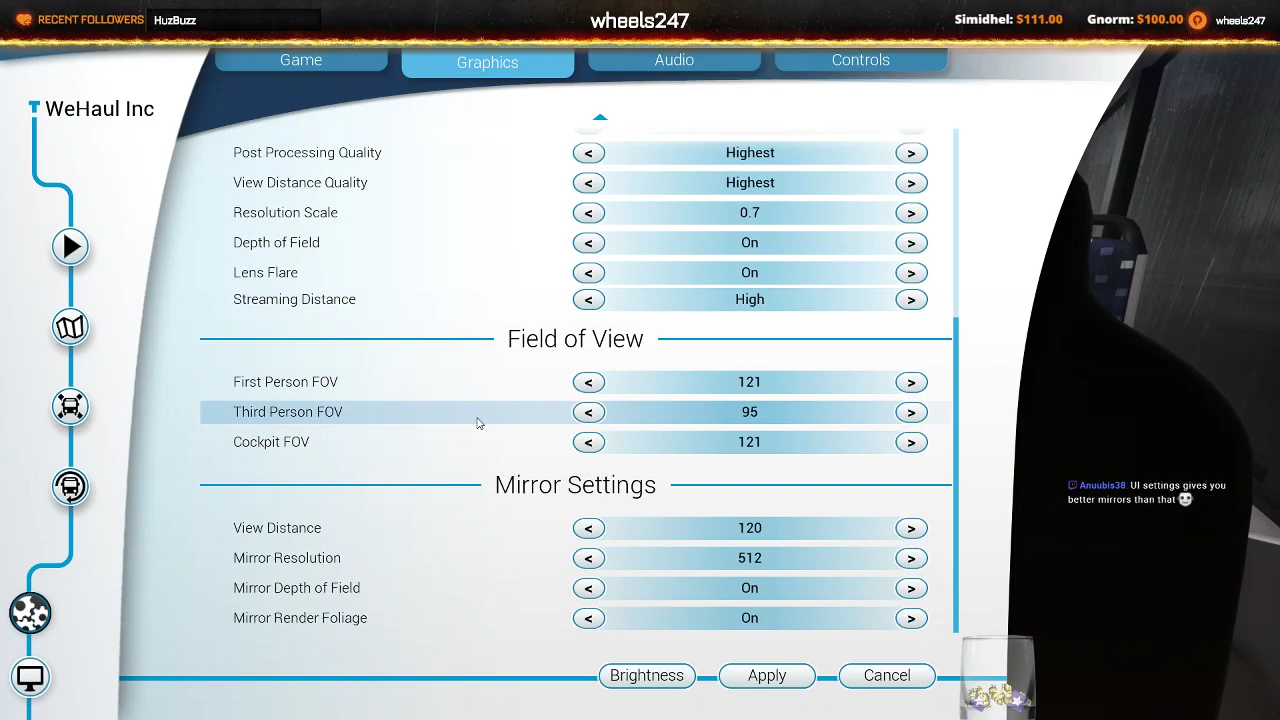 RECENT FOLLOWERS HuzBuzz
wheels247
Simidhel: $111.00 Gnorm: $100.00 wheels247
Game Graphics Audio Controls
WeHaul Inc
Post Processing Quality < Highest >
View Distance Quality < Highest >
Resolution Scale < 0.7 >
Depth of Field < On >
Lens Flare < On >
Streaming Distance < High >
Field of View
First Person FOV < 121 >
Third Person FOV < 95 >
Cockpit FOV < 121 >
Mirror Settings
View Distance < 120 >
Mirror Resolution < 512 >
Mirror Depth of Field < On >
Mirror Render Foliage < On >
Brightness Apply Cancel
Anuubis38 UI settings gives you
better mirrors than that